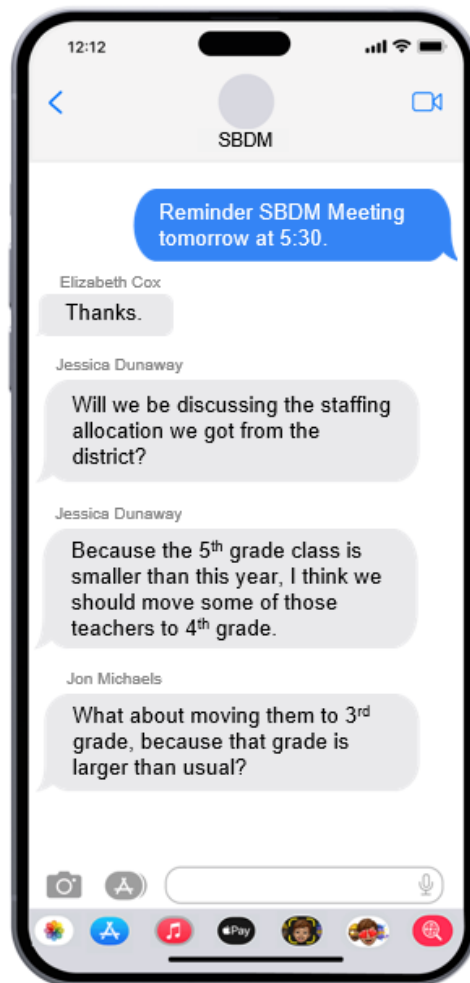 12:12
SBDM
Reminder SBDM Meeting
tomorrow at 5:30.
Elizabeth Cox
Thanks.
Jessica Dunaway
Will we be discussing the staffing
allocation we got from the
district?
Jessica Dunaway
Because the 5th grade class is
smaller than this year, I think we
should move some of those
teachers to 4th grade.
Jon Michaels
What about moving them to 3rd
grade, because that grade is
larger than usual?
Pay